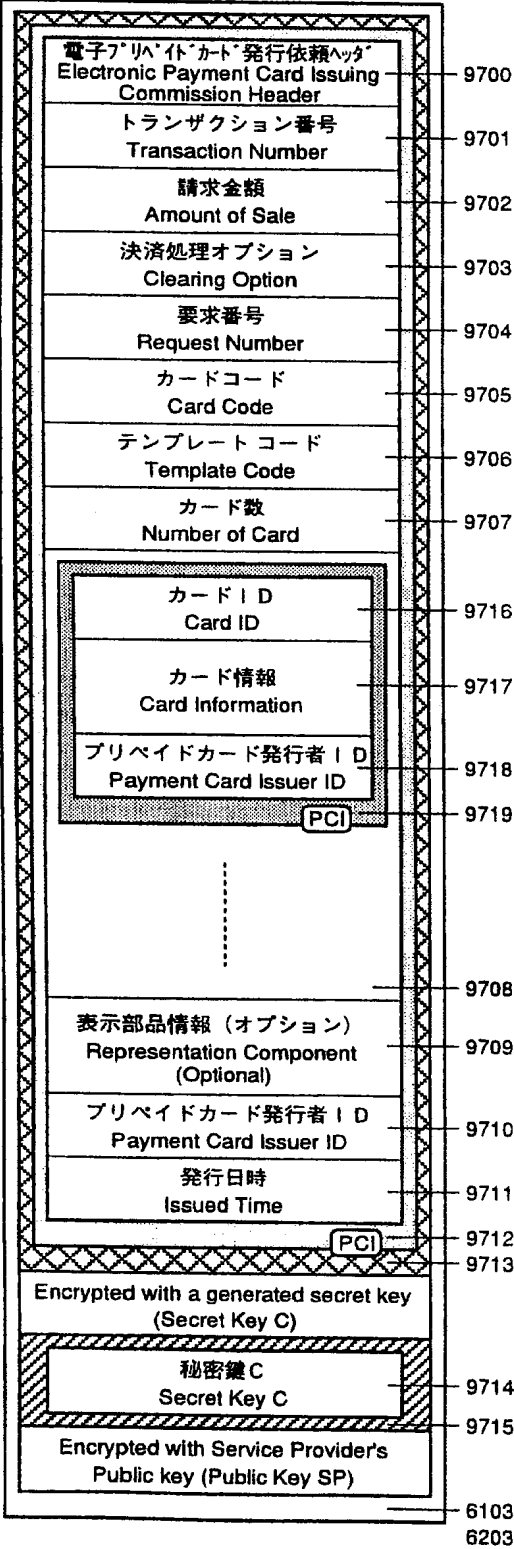 電子プリペイドカード発行依頼ヘッダ
Electronic Payment Card Issuing
Commission Header
9700
トランザクション番号
Transaction Number
9701
請求金額
Amount of Sale
9702
決済処理オプション
Clearing Option
9703
要求番号
Request Number
9704
カードコード
Card Code
9705
テンプレート コード
Template Code
9706
カード数
Number of Card
9707
カードID
Card ID
9716
カード情報
Card Information
9717
プリペイドカード発行者ID
Payment Card Issuer ID
9718
PCI
9719
9708
表示部品情報（オプション）
Representation Component
(Optional)
9709
プリペイドカード発行者ID
Payment Card Issuer ID
9710
発行日時
Issued Time
9711
PCI
9712
9713
Encrypted with a generated secret key
(Secret Key C)
秘密鍵C
Secret Key C
9714
9715
Encrypted with Service Provider's
Public key (Public Key SP)
6103
6203